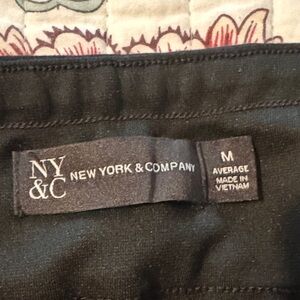 NY
&C
NEW YORK & COMPANY
M
AVERAGE
MADE IN
VIETNAM